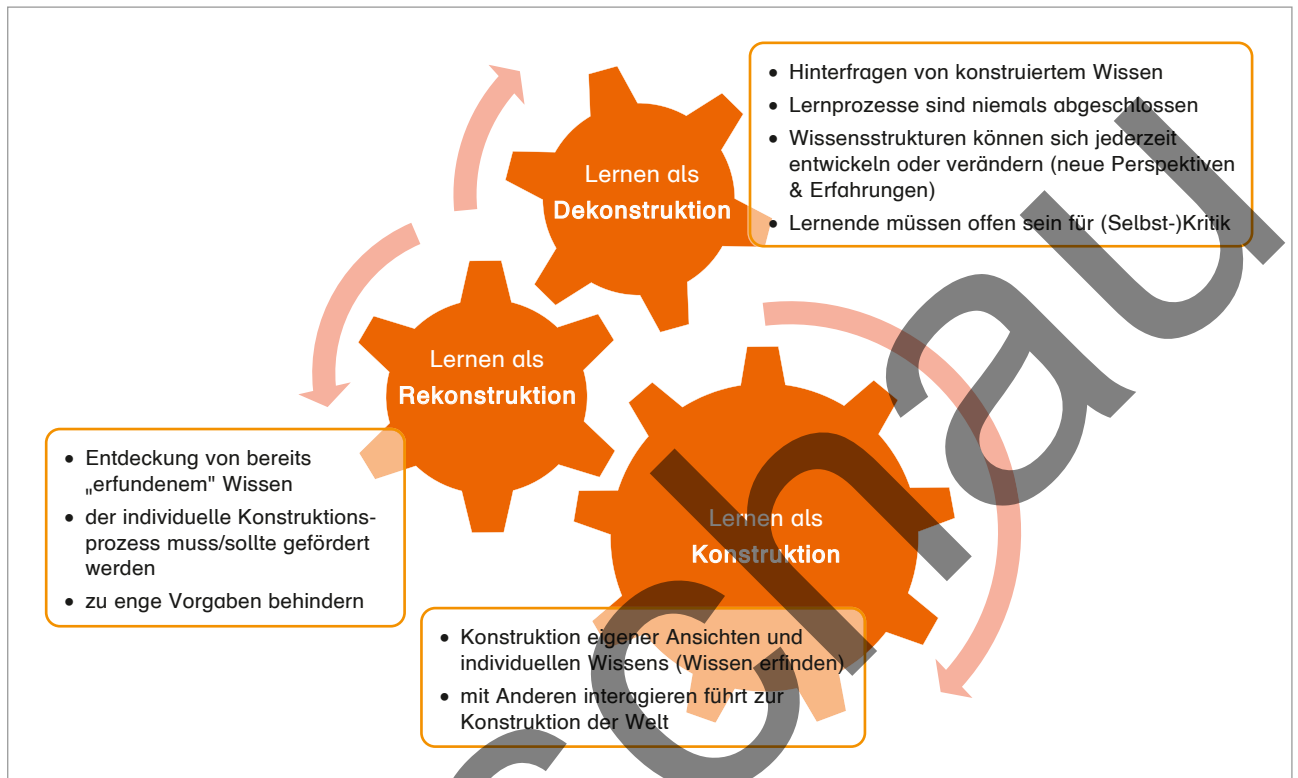 Lernen als
Dekonstruktion
• Hinterfragen von konstruiertem Wissen
• Lernprozesse sind niemals abgeschlossen
• Wissensstrukturen können sich jederzeit
entwickeln oder verändern (neue Perspektiven
& Erfahrungen)
• Lernende müssen offen sein für (Selbst-)Kritik
Lernen als
Rekonstruktion
• Entdeckung von bereits
„erfundenem" Wissen
• der individuelle Konstruktions-
prozess muss/sollte gefördert
werden
• zu enge Vorgaben behindern
Lernen als
Konstruktion
• Konstruktion eigener Ansichten und
individuellen Wissens (Wissen erfinden)
• mit Anderen interagieren führt zur
Konstruktion der Welt
chau